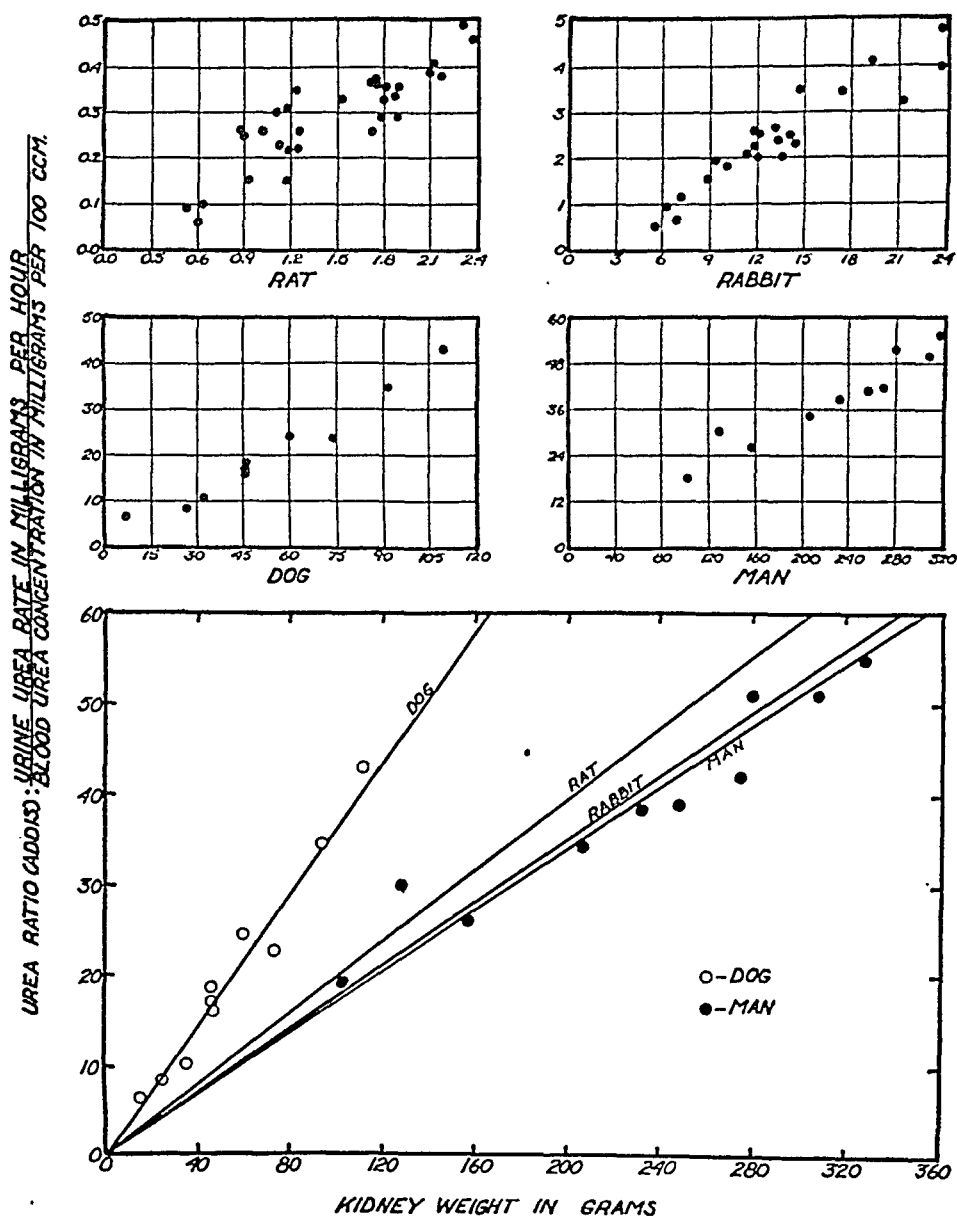 UREA RATIO (ADDIS): URINE UREA RATE IN MILLIGRAMS PER HOUR
BLOOD UREA CONCENTRATION IN MILLIGRAMS PER 100 CCM.
0.5
0.4
0.3
0.2
0.1
0.0
0.0 0.3 0.6 0.9 1.2 1.5 1.8 2.1 2.4
RAT
5
4
3
2
1
0
0 3 6 9 12 15 18 21 24
RABBIT
50
40
30
20
10
0
0 15 30 45 60 75 90 105 120
DOG
60
48
36
24
12
0
0 40 80 120 160 200 240 280 320
MAN
60
50
40
30
20
10
0
DOG
RAT
RABBIT
MAN
O-DOG
●-MAN
0 40 80 120 160 200 240 280 320 360
KIDNEY WEIGHT IN GRAMS